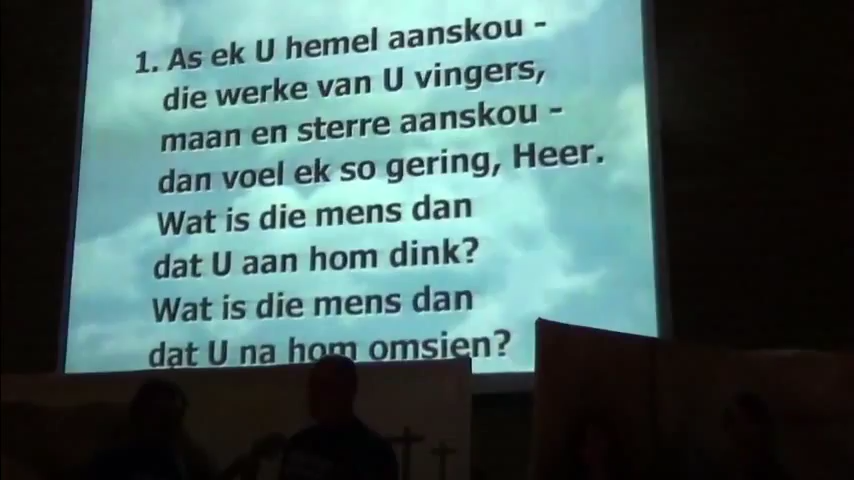 1. As ek U hemel aanskou -
die werke van U vingers,
maan en sterre aanskou -
dan voel ek so gering, Heer.
Wat is die mens dan
dat U aan hom dink?
Wat is die mens dan
dat U na hom omsien?